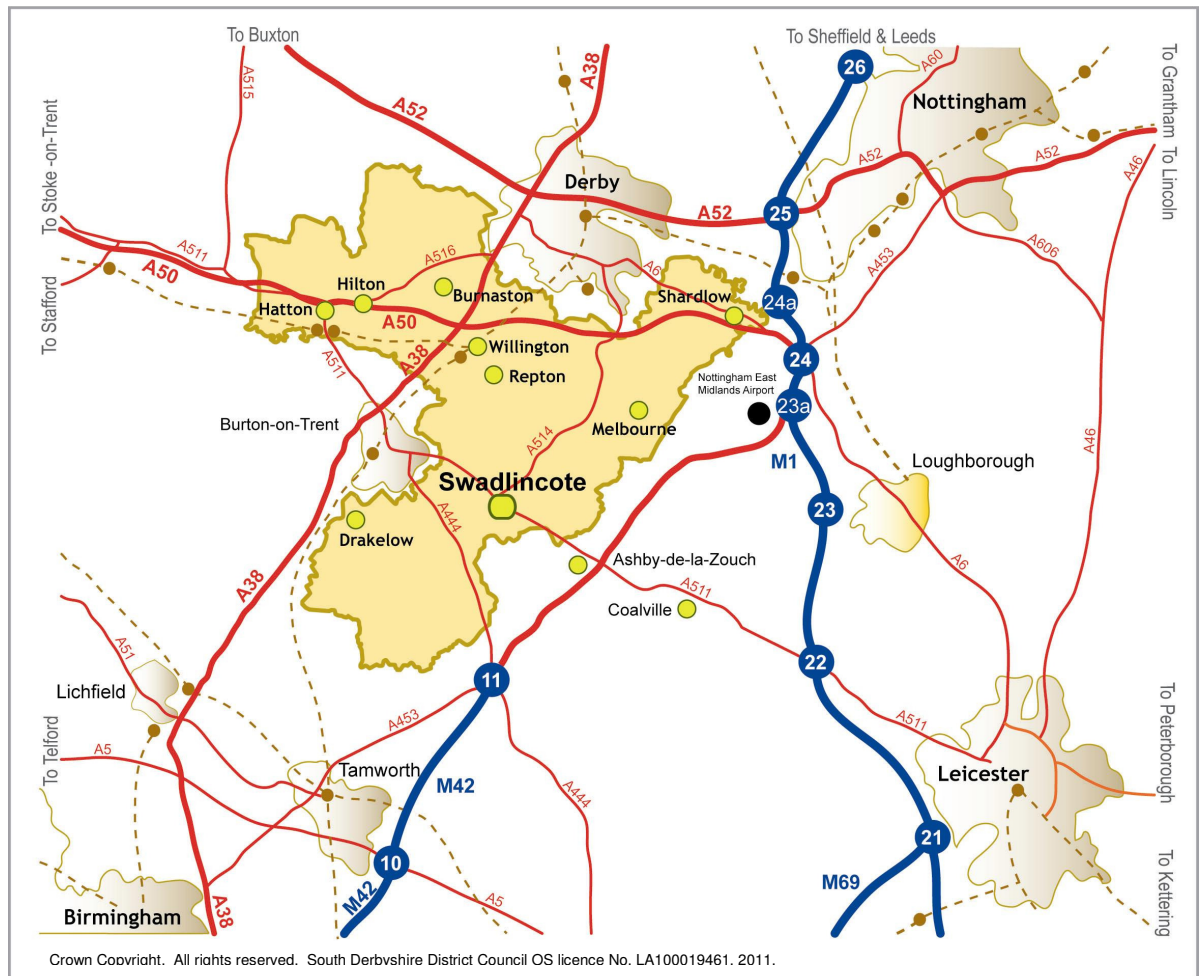 To Buxton
To Sheffield & Leeds
To Grantham
To Lincoln
To Stoke -on-Trent
To Stafford
To Telford
To Peterborough
To Kettering
A515
A52
A38
26
A60
Nottingham
Derby
A52
A52
A52
25
A46
A511
A50
A516
A6
A453
A606
Hilton
Burnaston
Shardlow
24a
Hatton
A50
Willington
A38
24
A511
Repton
Nottingham East
Midlands Airport
23a
Burton-on-Trent
Melbourne
A514
M1
A46
Loughborough
Swadlincote
23
A444
Drakelow
Ashby-de-la-Zouch
A6
A38
A511
Coalville
A51
22
Lichfield
11
A453
A511
A5
Tamworth
M42
A444
Leicester
21
10
M69
M42
A5
A38
Birmingham
Crown Copyright. All rights reserved. South Derbyshire District Council OS licence No. LA100019461. 2011.